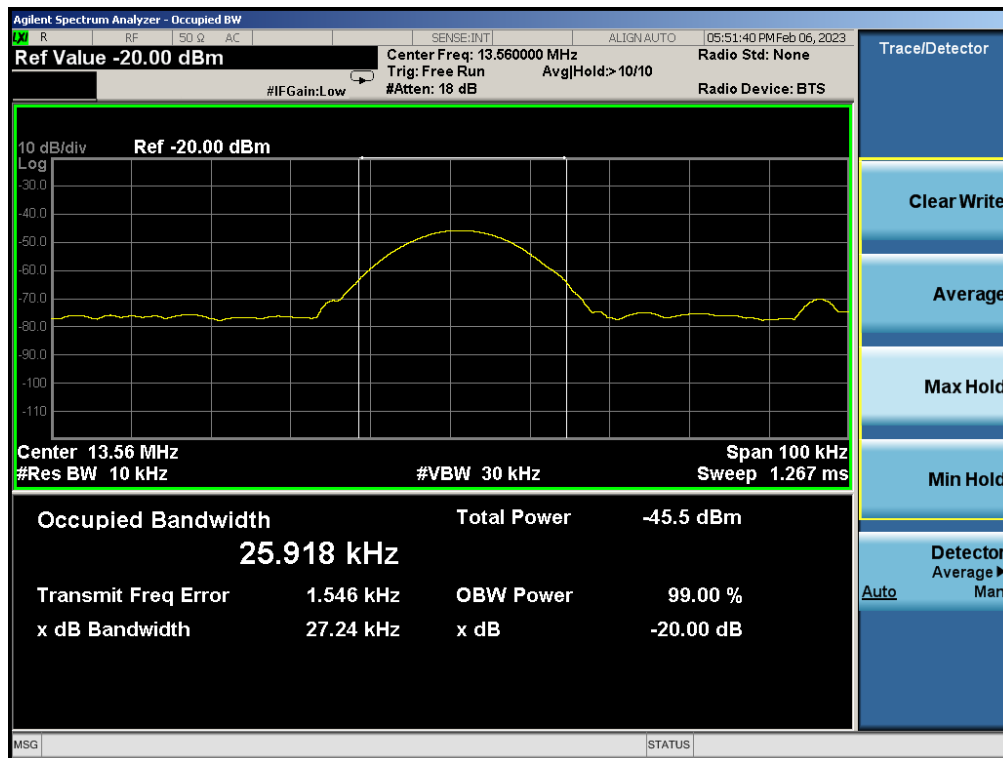 Agilent Spectrum Analyzer - Occupied BW
LXI R RF 50 Ω AC SENSE:INT ALIGN AUTO 05:51:40 PM Feb 06, 2023
Ref Value -20.00 dBm
Center Freq: 13.560000 MHz
Radio Std: None
Trig: Free Run Avg|Hold:>10/10
#IFGain:Low
#Atten: 18 dB
Radio Device: BTS
10 dB/div Ref -20.00 dBm
Log
-30.0
-40.0
-50.0
-60.0
-70.0
-80.0
-90.0
-100
-110
Center 13.56 MHz Span 100 kHz
#Res BW 10 kHz #VBW 30 kHz Sweep 1.267 ms
Occupied Bandwidth Total Power -45.5 dBm
25.918 kHz
Transmit Freq Error 1.546 kHz OBW Power 99.00 %
x dB Bandwidth 27.24 kHz x dB -20.00 dB
MSG STATUS
Trace/Detector
Clear Write
Average
Max Hold
Min Hold
Detector
Average
Auto Man